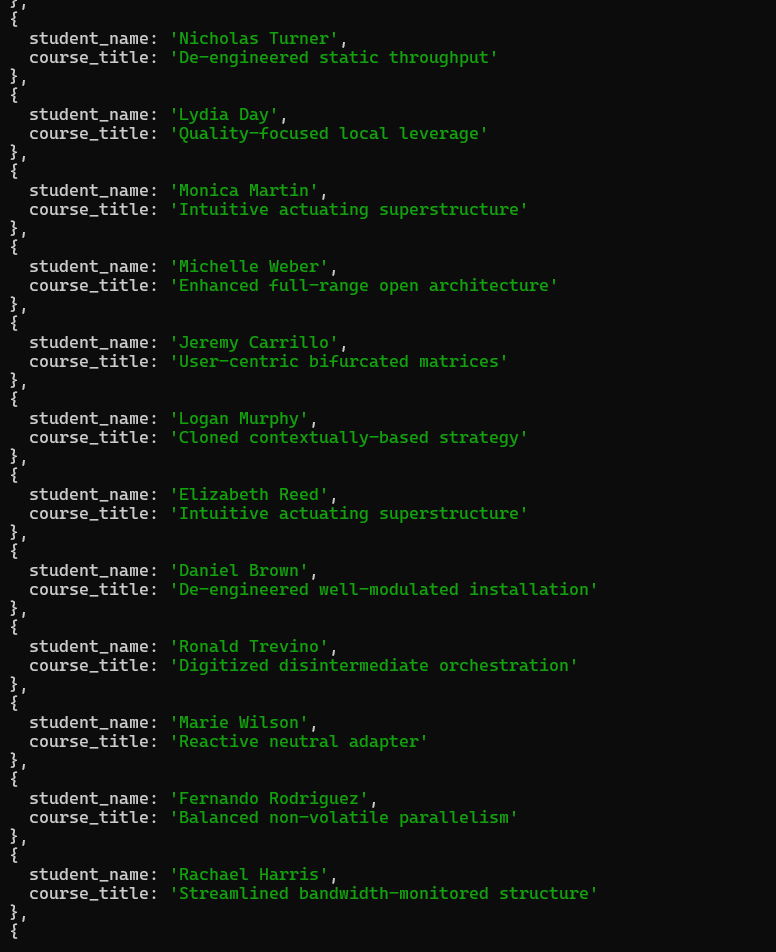 },
{
  student_name: 'Nicholas Turner',
  course_title: 'De-engineered static throughput'
},
{
  student_name: 'Lydia Day',
  course_title: 'Quality-focused local leverage'
},
{
  student_name: 'Monica Martin',
  course_title: 'Intuitive actuating superstructure'
},
{
  student_name: 'Michelle Weber',
  course_title: 'Enhanced full-range open architecture'
},
{
  student_name: 'Jeremy Carrillo',
  course_title: 'User-centric bifurcated matrices'
},
{
  student_name: 'Logan Murphy',
  course_title: 'Cloned contextually-based strategy'
},
{
  student_name: 'Elizabeth Reed',
  course_title: 'Intuitive actuating superstructure'
},
{
  student_name: 'Daniel Brown',
  course_title: 'De-engineered well-modulated installation'
},
{
  student_name: 'Ronald Trevino',
  course_title: 'Digitized disintermediate orchestration'
},
{
  student_name: 'Marie Wilson',
  course_title: 'Reactive neutral adapter'
},
{
  student_name: 'Fernando Rodriguez',
  course_title: 'Balanced non-volatile parallelism'
},
{
  student_name: 'Rachael Harris',
  course_title: 'Streamlined bandwidth-monitored structure'
},
{